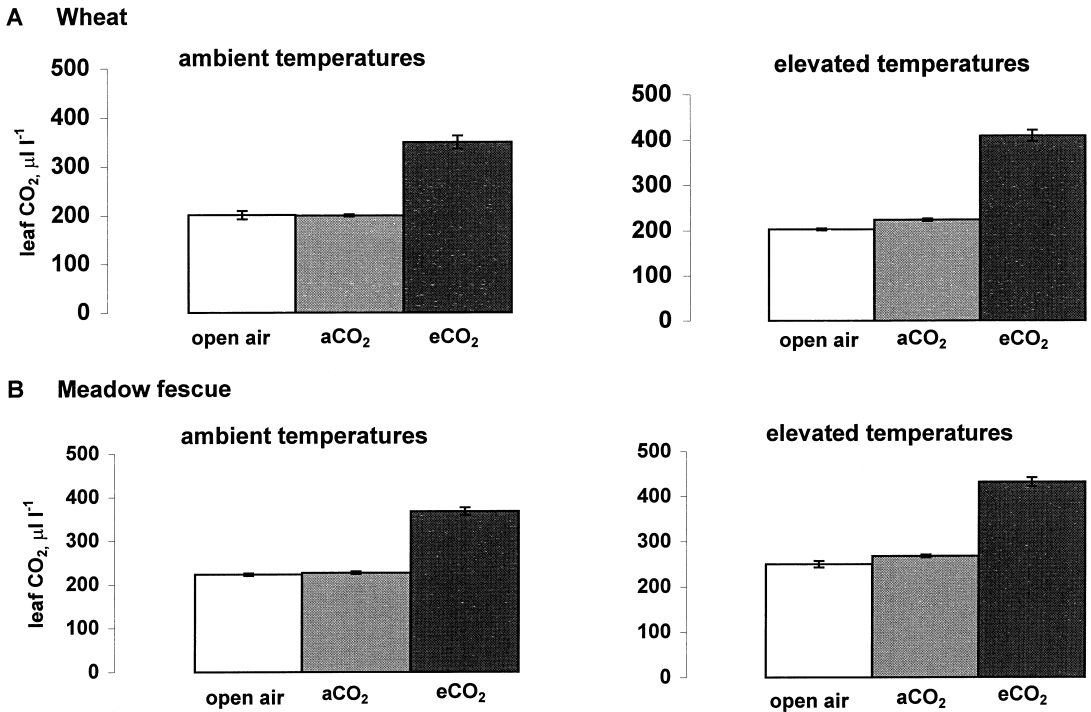 A Wheat
ambient temperatures
500
400
300
200
100
0
leaf CO2, μl l-1
open air aCO2 eCO2
elevated temperatures
500
400
300
200
100
0
open air aCO2 eCO2
B Meadow fescue
ambient temperatures
500
400
300
200
100
0
leaf CO2, μl l-1
open air aCO2 eCO2
elevated temperatures
500
400
300
200
100
0
open air aCO2 eCO2